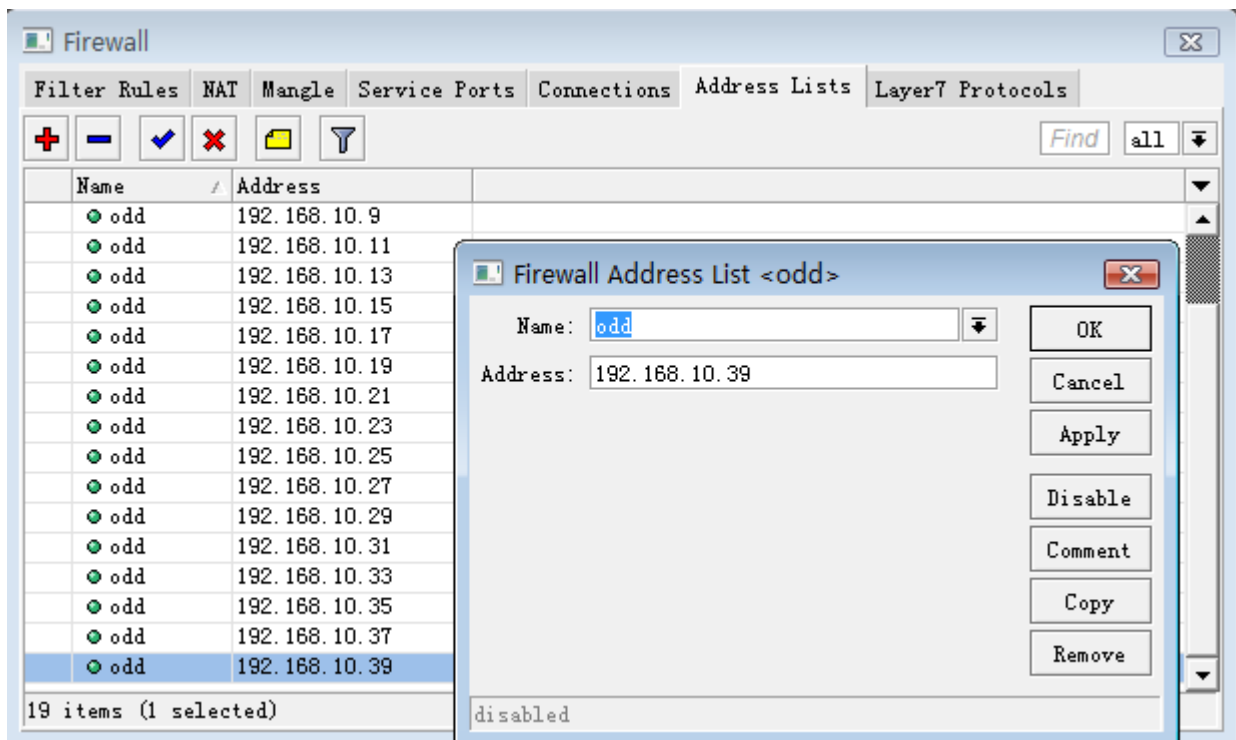 Firewall
Filter Rules NAT Mangle Service Ports Connections Address Lists Layer7 Protocols
Find all
Name Address
odd 192.168.10.9
odd 192.168.10.11
odd 192.168.10.13
odd 192.168.10.15
odd 192.168.10.17
odd 192.168.10.19
odd 192.168.10.21
odd 192.168.10.23
odd 192.168.10.25
odd 192.168.10.27
odd 192.168.10.29
odd 192.168.10.31
odd 192.168.10.33
odd 192.168.10.35
odd 192.168.10.37
odd 192.168.10.39
19 items (1 selected)
Firewall Address List <odd>
Name: odd
Address: 192.168.10.39
OK
Cancel
Apply
Disable
Comment
Copy
Remove
disabled